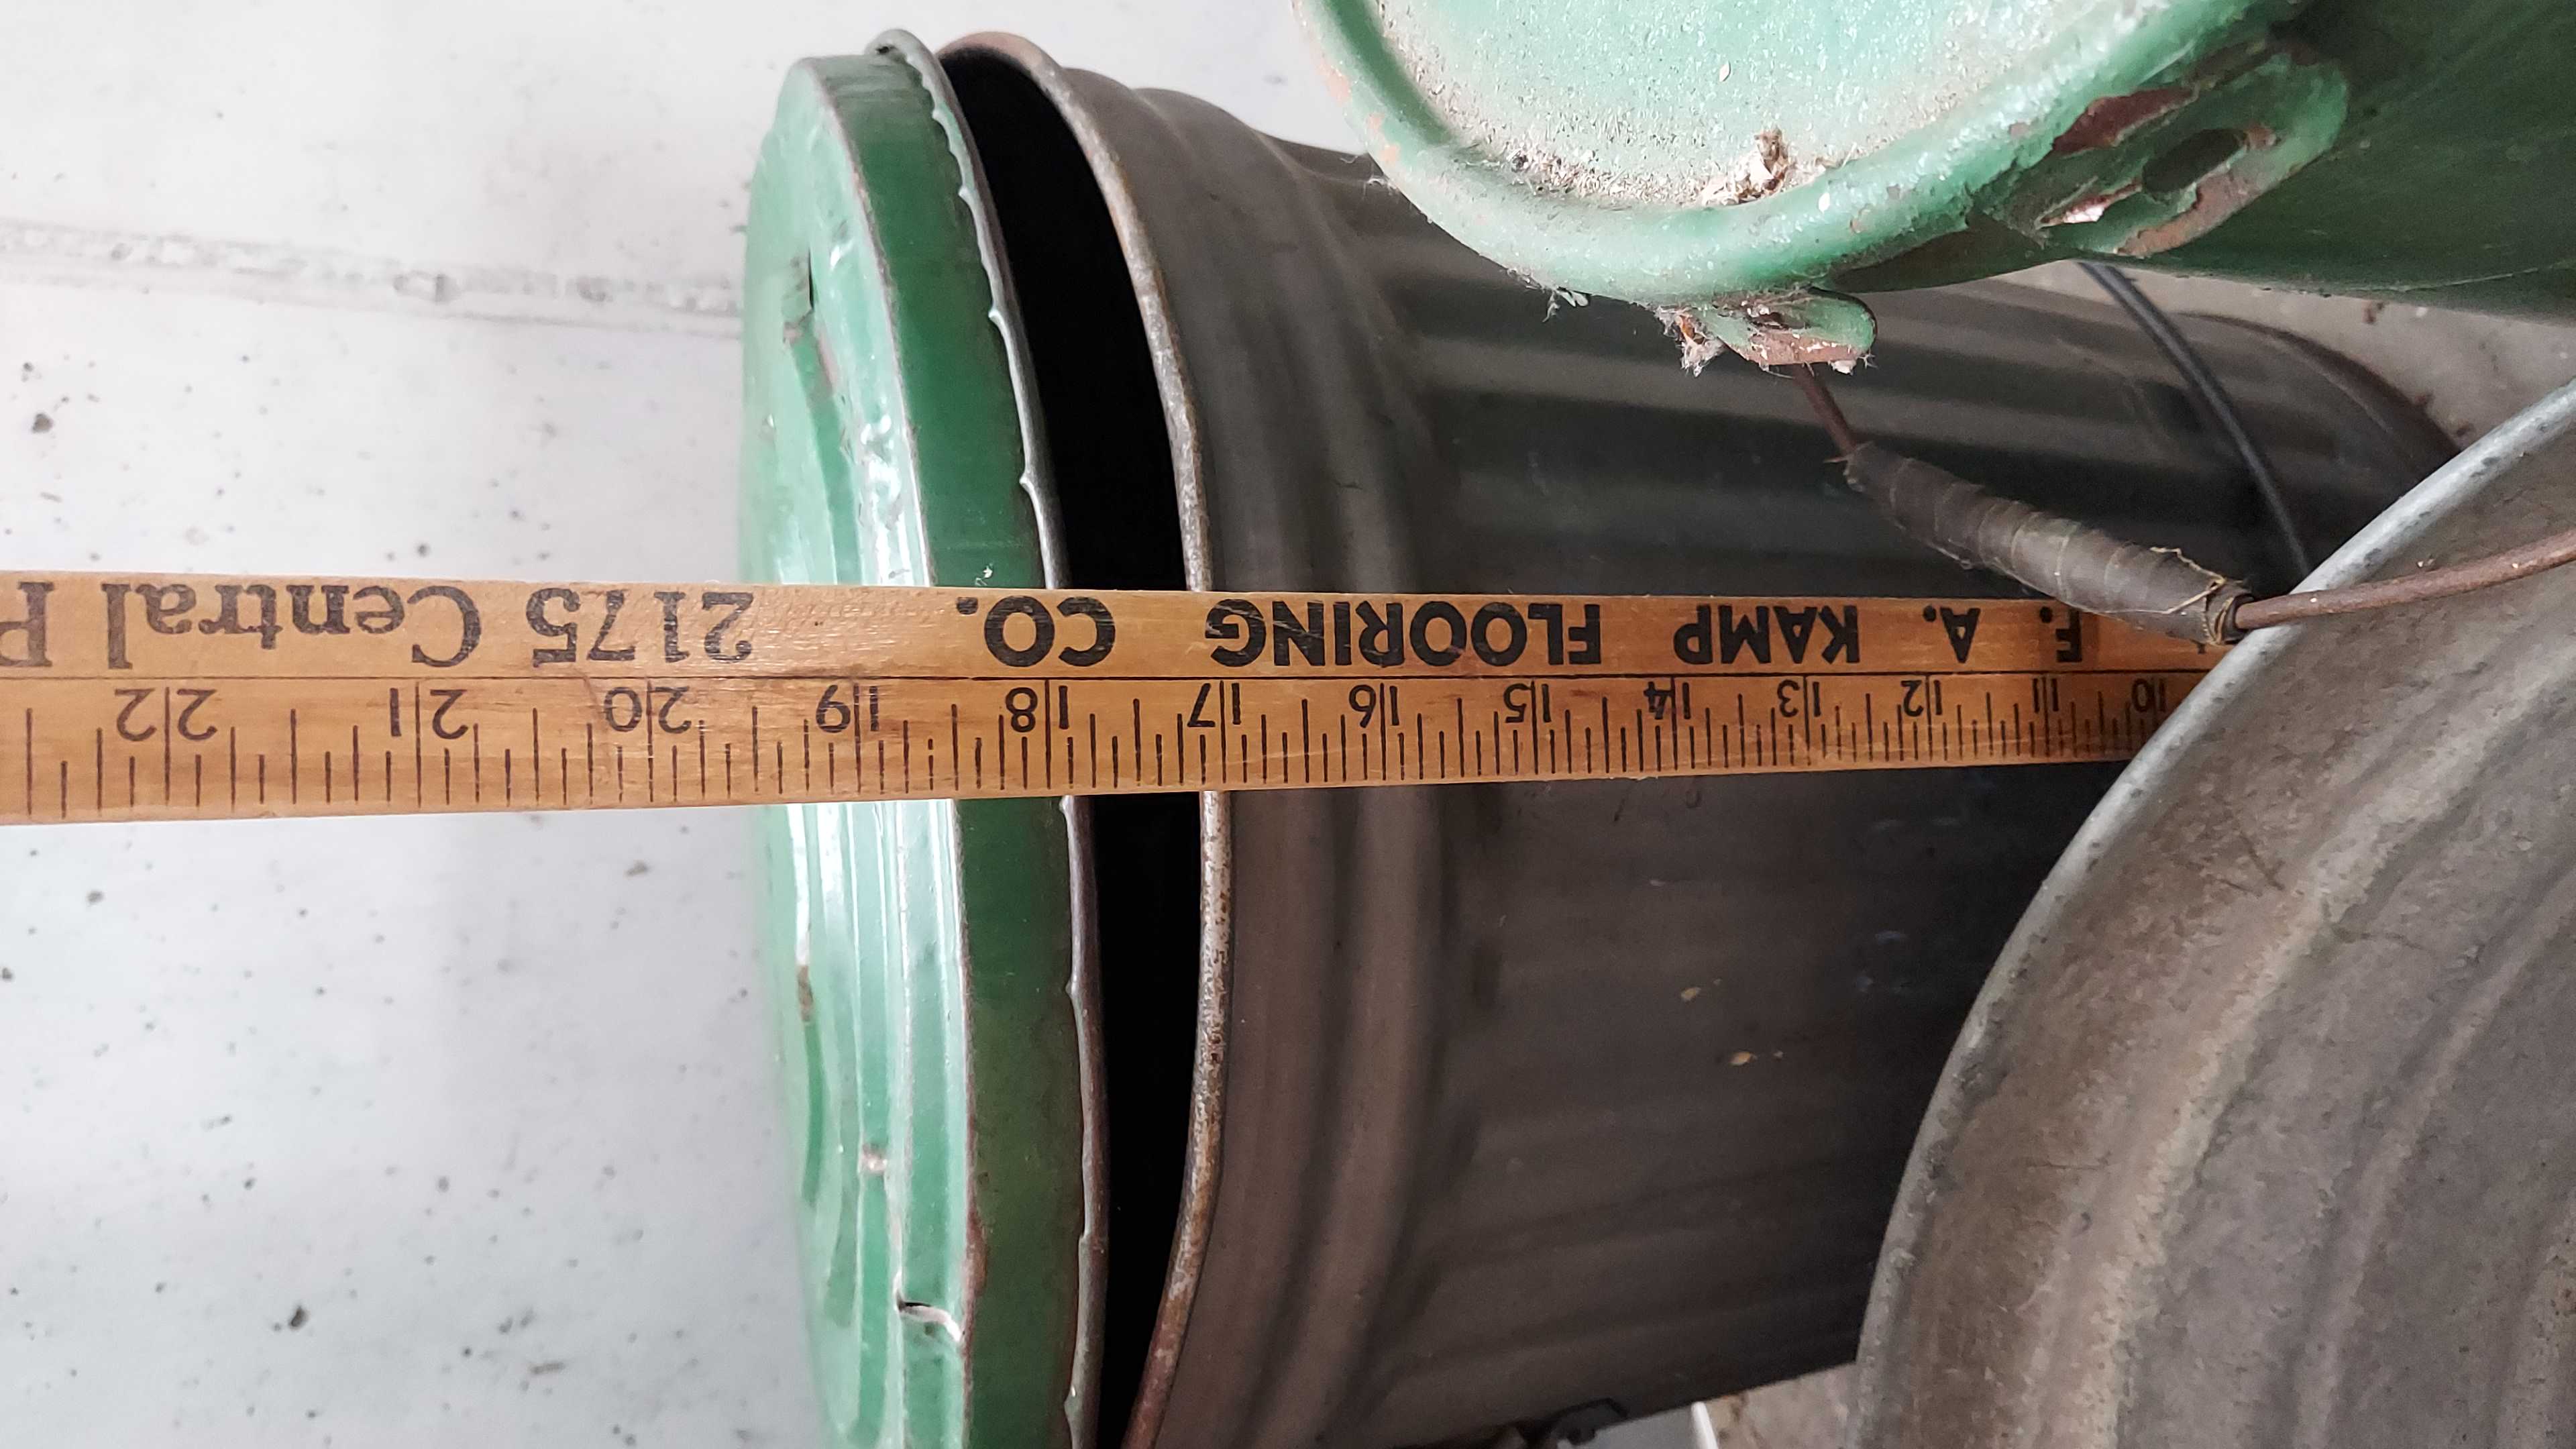 F. A. KAMP FLOORING CO. 2175 Central P
10 11 12 13 14 15 16 17 18 19 20 21 22